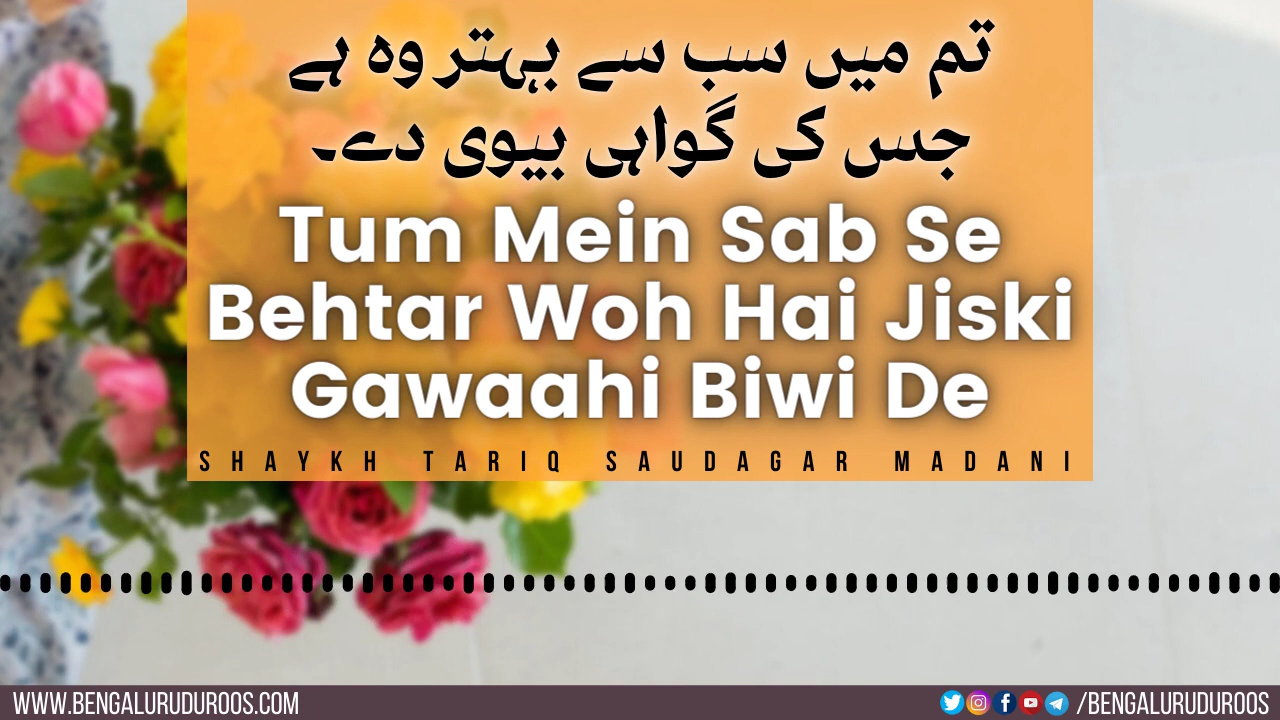 تم میں سب سے بہتر وہ ہے
جس کی گواہی بیوی دے۔
Tum Mein Sab Se
Behtar Woh Hai Jiski
Gawaahi Biwi De
SHAYKH TARIQ SAUDAGAR MADANI
WWW.BENGALURUDUROOS.COM
/BENGALURUDUROOS